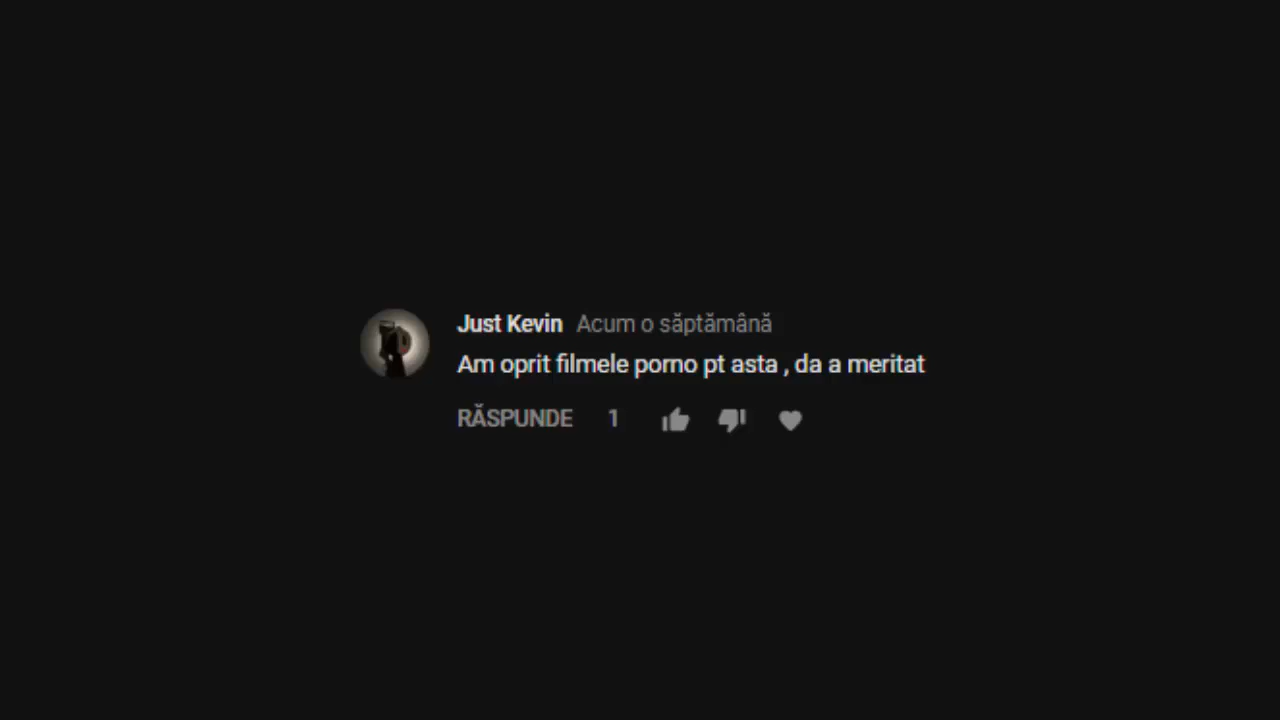 Just Kevin Acum o săptămână
Am oprit filmele porno pt asta , da a meritat
RĂSPUNDE 1